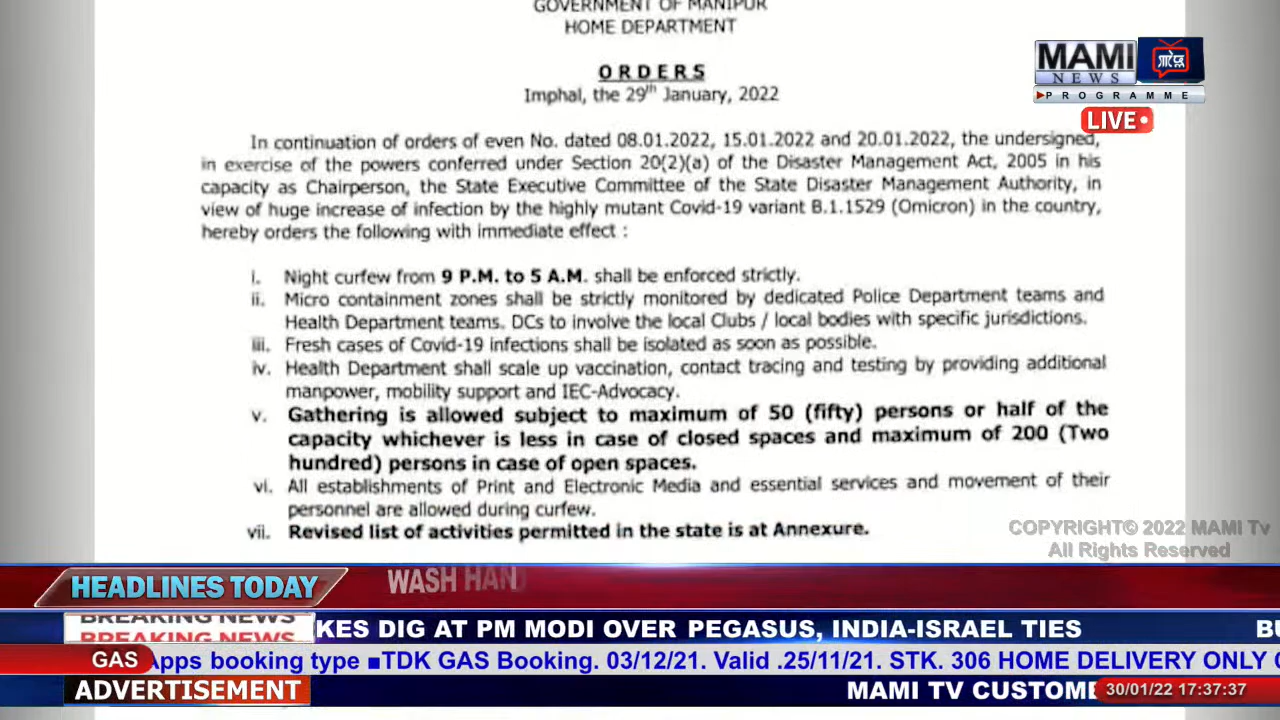 GOVERNMENT OF MANIPUR
HOME DEPARTMENT
ORDERS
Imphal, the 29th January, 2022
In continuation of orders of even No. dated 08.01.2022, 15.01.2022 and 20.01.2022, the undersigned,
in exercise of the powers conferred under Section 20(2)(a) of the Disaster Management Act, 2005 in his
capacity as Chairperson, the State Executive Committee of the State Disaster Management Authority, in
view of huge increase of infection by the highly mutant Covid-19 variant B.1.1529 (Omicron) in the country,
hereby orders the following with immediate effect :
i. Night curfew from 9 P.M. to 5 A.M. shall be enforced strictly.
ii. Micro containment zones shall be strictly monitored by dedicated Police Department teams and
Health Department teams. DCs to involve the local Clubs / local bodies with specific jurisdictions.
iii. Fresh cases of Covid-19 infections shall be isolated as soon as possible.
iv. Health Department shall scale up vaccination, contact tracing and testing by providing additional
manpower, mobility support and IEC-Advocacy.
v. Gathering is allowed subject to maximum of 50 (fifty) persons or half of the
capacity whichever is less in case of closed spaces and maximum of 200 (Two
hundred) persons in case of open spaces.
vi. All establishments of Print and Electronic Media and essential services and movement of their
personnel are allowed during curfew.
vii. Revised list of activities permitted in the state is at Annexure.
MAMI
NEWS
PROGRAMME
LIVE
COPYRIGHT© 2022 MAMI Tv
All Rights Reserved
HEADLINES TODAY
WASH HAN
BREAKING NEWS
BREAKING NEWS
KES DIG AT PM MODI OVER PEGASUS, INDIA-ISRAEL TIES
BU
GAS
Apps booking type ■TDK GAS Booking. 03/12/21. Valid .25/11/21. STK. 306 HOME DELIVERY ONLY
ADVERTISEMENT
MAMI TV CUSTOME
30/01/22 17:37:37